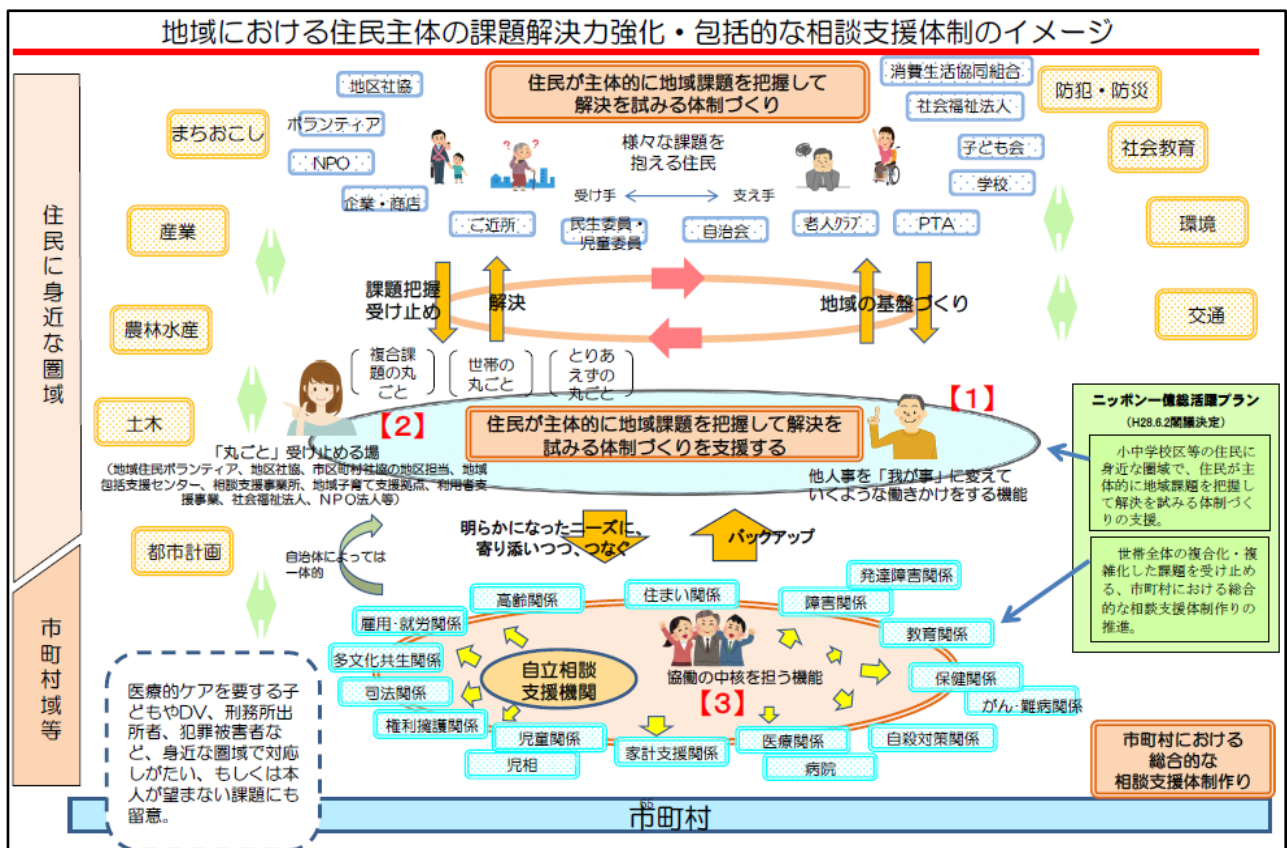 地域における住民主体の課題解決力強化・包括的な相談支援体制のイメージ
住民に身近な圏域
市町村域等
住民が主体的に地域課題を把握して
解決を試みる体制づくり
地区社協
ボランティア
NPO
企業・商店
ご近所
民生委員・
児童委員
自治会
老人クラブ
PTA
消費生活協同組合
社会福祉法人
子ども会
学校
様々な課題を
抱える住民
受け手
支え手
? ?
まちおこし
産業
農林水産
土木
都市計画
防犯・防災
社会教育
環境
交通
課題把握
受け止め
解決
地域の基盤づくり
複合課
題の丸
ごと
世帯の
丸ごと
とりあ
えずの
丸ごと
【2】
住民が主体的に地域課題を把握して解決を
試みる体制づくりを支援する
【1】
「丸ごと」受け止める場
(地域住民ボランティア、地区社協、市区町村社協の地区担当、地域
包括支援センター、相談支援事業所、地域子育て支援拠点、利用者支
援事業、社会福祉法人、NPO法人等)
他人事を「我が事」に変えて
いくような働きかけをする機能
ニッポン一億総活躍プラン
(H28.6.2閣議決定)
小中学校区等の住民に
身近な圏域で、住民が主
体的に地域課題を把握
して解決を試みる体制づく
りの支援。
世帯全体の複合化・複
雑化した課題を受け止め
る、市町村における総合
的な相談支援体制作りの
推進。
自治体によっては
一体的
明らかになったニーズに、
寄り添いつつ、つなぐ
バックアップ
高齢関係
住まい関係
障害関係
発達障害関係
雇用・就労関係
教育関係
多文化共生関係
保健関係
司法関係
がん・難病関係
権利擁護関係
自殺対策関係
児童関係
児相
家計支援関係
医療関係
病院
自立相談
支援機関
協働の中核を担う機能
【3】
医療的ケアを要する子
どもやDV、刑務所出
所者、犯罪被害者な
ど、身近な圏域で対応
しがたい、もしくは本
人が望まない課題にも
留意。
市町村における
総合的な
相談支援体制作り
65
市町村